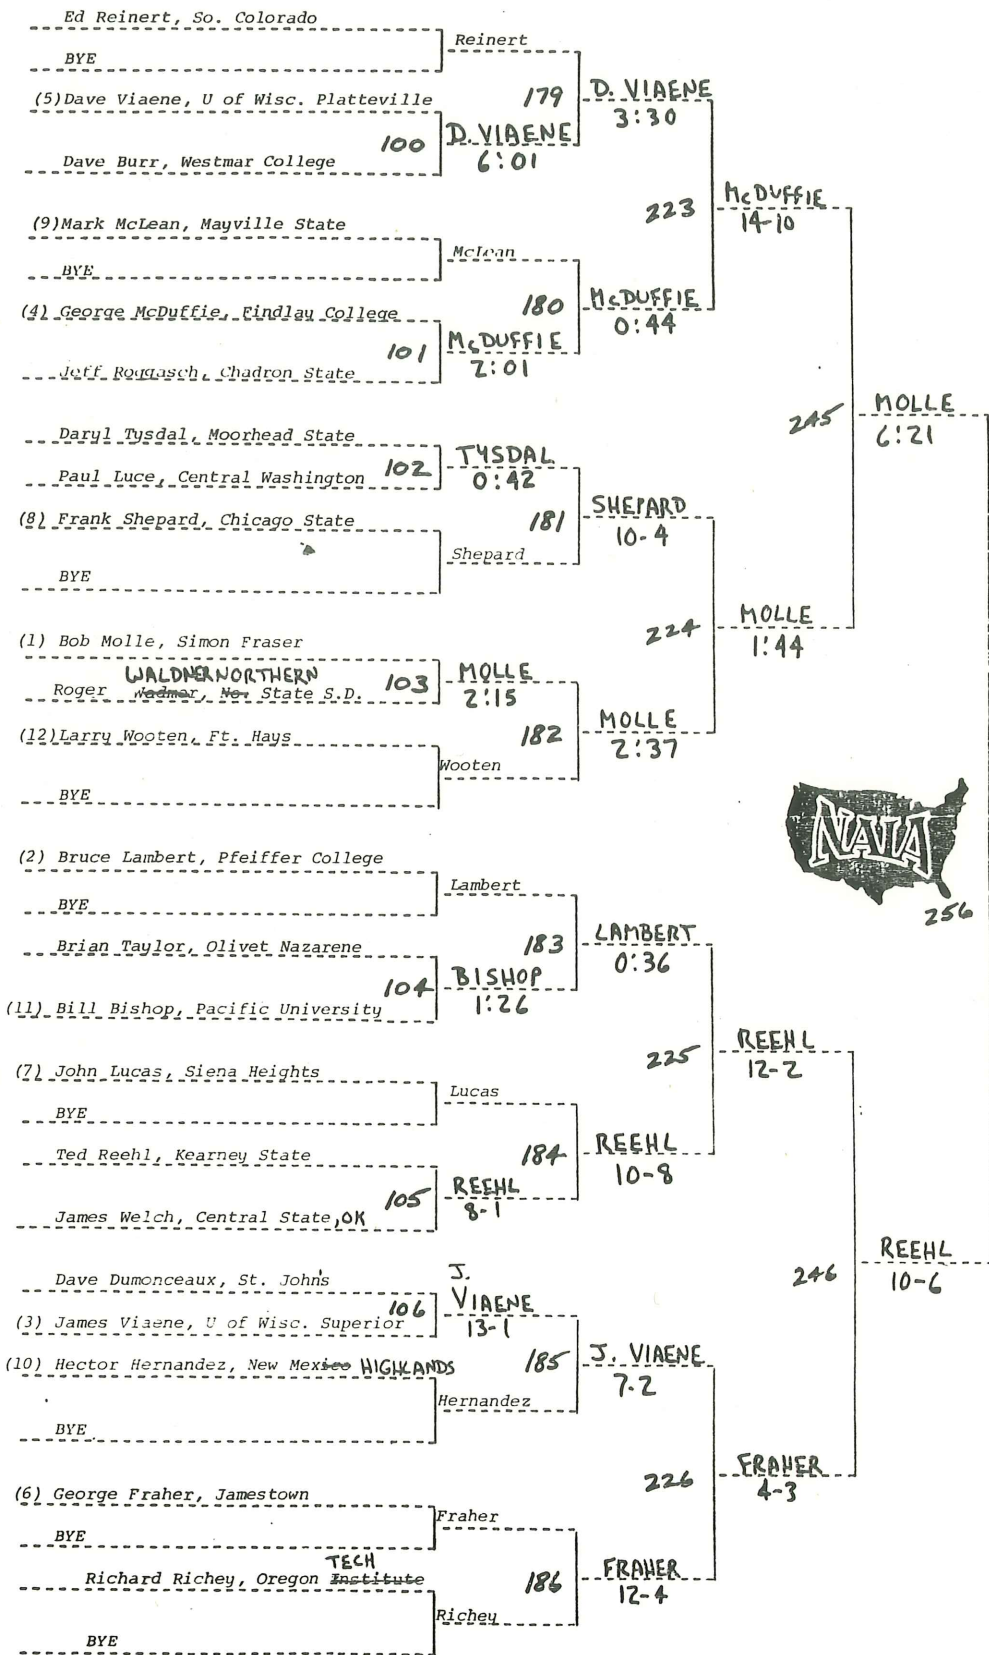 Ed Reinert, So. Colorado
Reinert
BYE
(5) Dave Viaene, U of Wisc. Platteville
179
D. VIAENE
3:30
100
D. VIAENE
6:01
Dave Burr, Westmar College
223
McDUFFIE
14-10
(9) Mark McLean, Mayville State
McLean
BYE
(4) George McDuffie, Findlay College
180
McDUFFIE
0:44
101
McDUFFIE
2:01
Jeff Roggasch, Chadron State
245
MOLLE
6:21
Daryl Tysdal, Moorhead State
102
TYSDAL
0:42
Paul Luce, Central Washington
(8) Frank Shepard, Chicago State
181
SHEPARD
10-4
Shepard
BYE
224
MOLLE
1:44
(1) Bob Molle, Simon Fraser
WALDNER NORTHERN
Roger Wadmar, No. State S.D.
103
MOLLE
2:15
(12) Larry Wooten, Ft. Hays
182
MOLLE
2:37
Wooten
BYE
NAIA
256
(2) Bruce Lambert, Pfeiffer College
Lambert
BYE
Brian Taylor, Olivet Nazarene
183
LAMBERT
0:36
104
BISHOP
1:26
(11) Bill Bishop, Pacific University
225
REEHL
12-2
(7) John Lucas, Siena Heights
Lucas
BYE
Ted Reehl, Kearney State
184
REEHL
10-8
105
REEHL
8-1
James Welch, Central State, OK
246
REEHL
10-6
Dave Dumonceaux, St. John's
106
J. VIAENE
13-1
(3) James Viaene, U of Wisc. Superior
(10) Hector Hernandez, New Mexico HIGHLANDS
185
J. VIAENE
7-2
Hernandez
BYE
226
FRAHER
4-3
(6) George Fraher, Jamestown
Fraher
BYE
TECH
Richard Richey, Oregon Institute
186
FRAHER
12-4
Richey
BYE